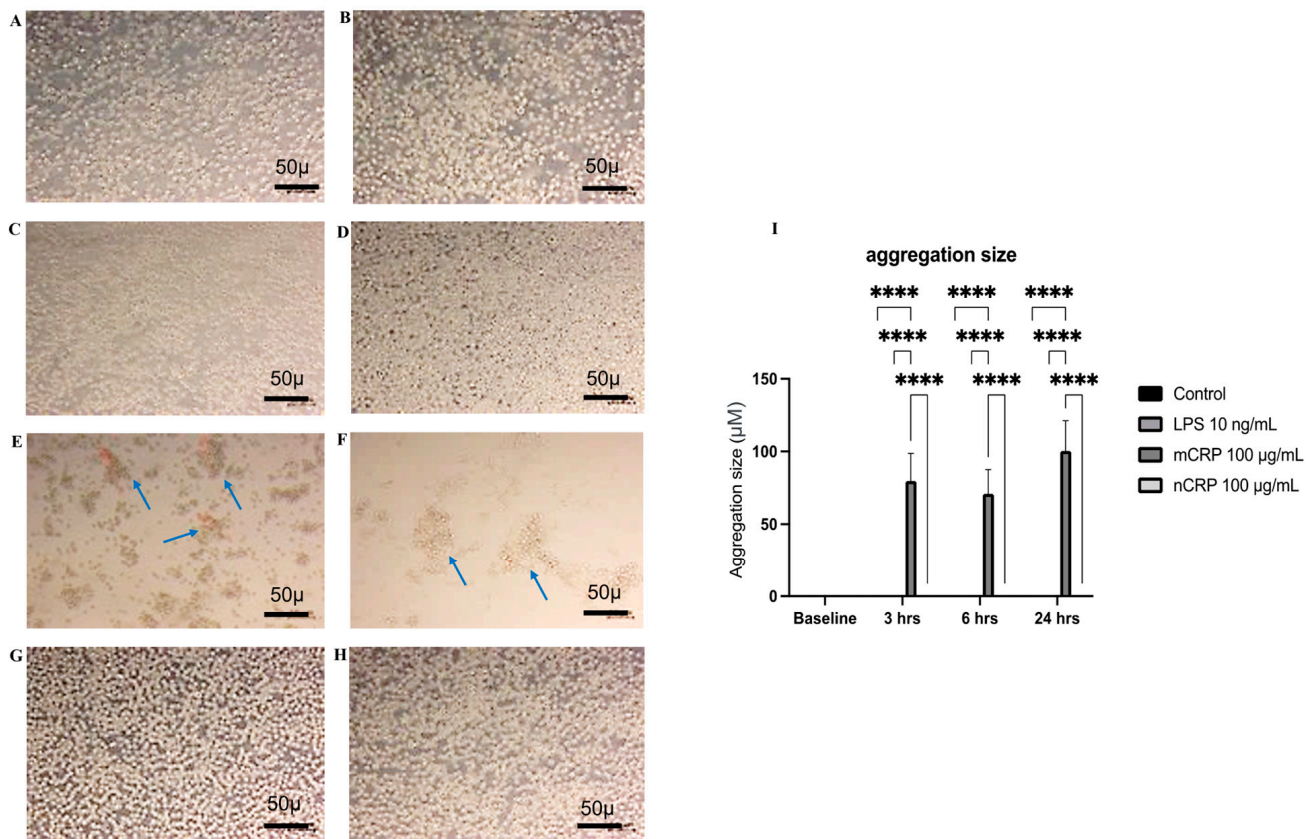 A
50µ
B
50µ
C
50µ
D
50µ
E
50µ
F
50µ
G
50µ
H
50µ
I
aggregation size
**** **** ****
**** **** ****
**** **** ****
150
100
50
0
Aggregation size (µM)
Baseline 3 hrs 6 hrs 24 hrs
Control
LPS 10 ng/mL
mCRP 100 µg/mL
nCRP 100 µg/mL